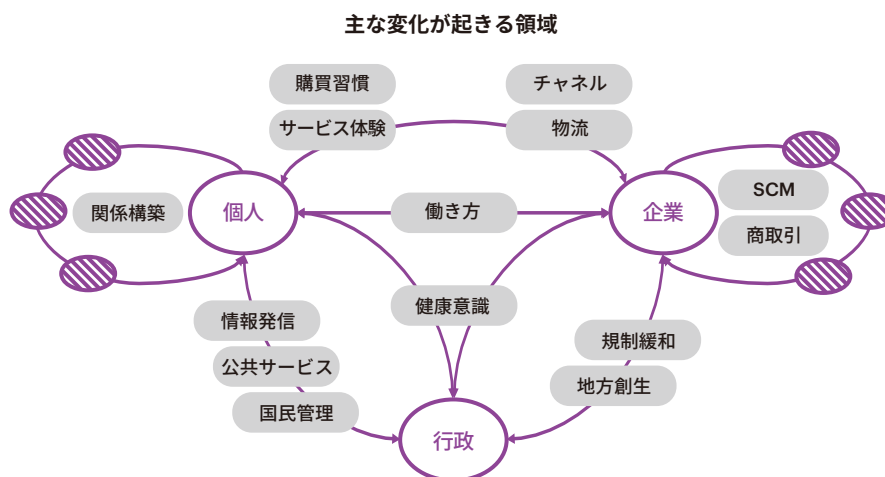 主な変化が起きる領域
購買習慣
チャネル
サービス体験
物流
関係構築
個人
働き方
企業
SCM
商取引
健康意識
情報発信
公共サービス
国民管理
規制緩和
地方創生
行政